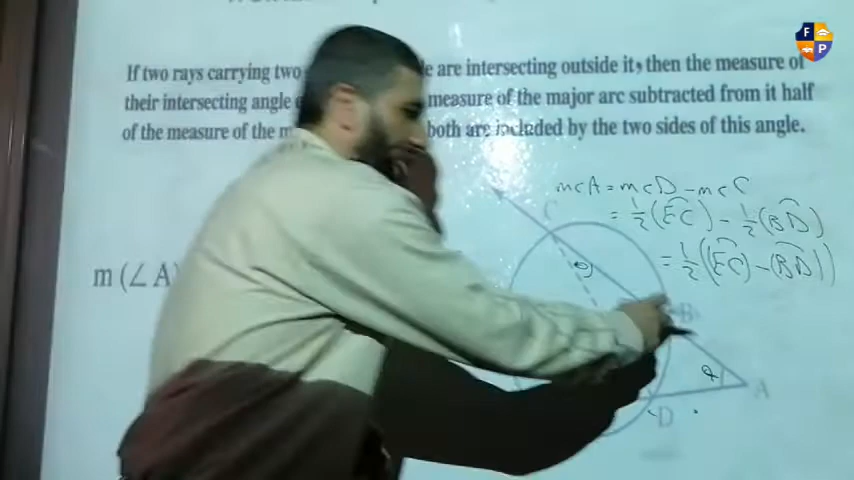 If two rays carrying two e are intersecting outside it, then the measure of
their intersecting angle measure of the major arc subtracted from it half
of the measure of the both are included by the two sides of this angle.
m c A = m c D - m c C
= 1/2 (EC) - 1/2 (BD)
= 1/2 ((EC) - (BD))
m (∠ A
C
B
A
D
F
P